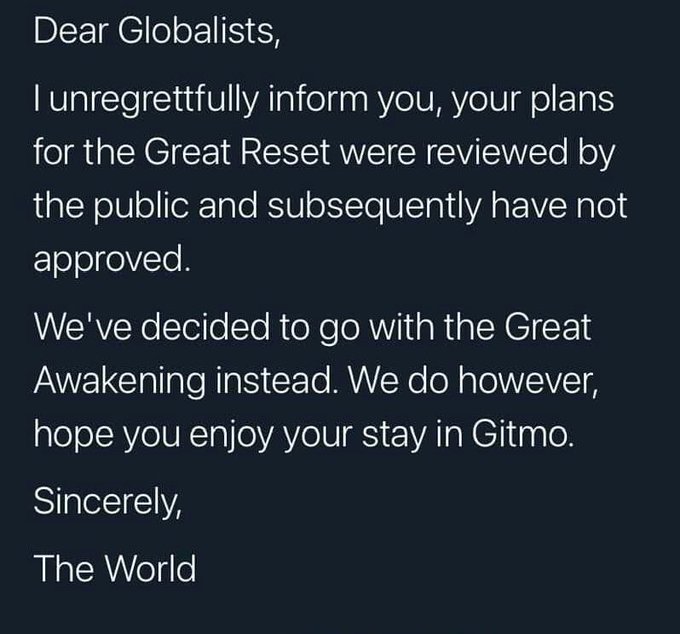 Dear Globalists,
I unregrettfully inform you, your plans
for the Great Reset were reviewed by
the public and subsequently have not
approved.
We've decided to go with the Great
Awakening instead. We do however,
hope you enjoy your stay in Gitmo.
Sincerely,
The World